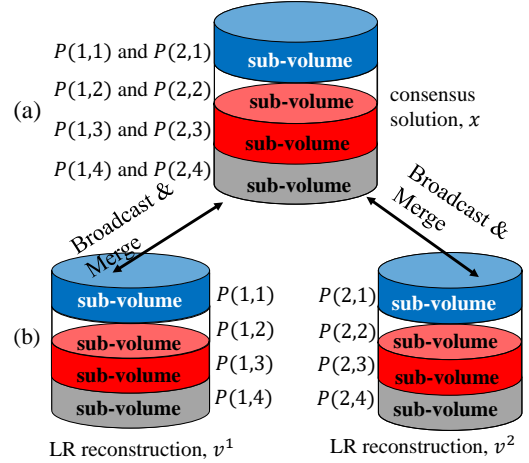 P(1,1) and P(2,1)
sub-volume
P(1,2) and P(2,2)
sub-volume
(a)
consensus
solution, x
P(1,3) and P(2,3)
sub-volume
P(1,4) and P(2,4)
sub-volume
Broadcast &
Merge
Broadcast &
Merge
sub-volume
P(1,1)
P(1,2)
(b)
sub-volume
P(1,3)
sub-volume
P(1,4)
sub-volume
LR reconstruction, v¹
P(2,1)
sub-volume
P(2,2)
sub-volume
P(2,3)
sub-volume
P(2,4)
sub-volume
LR reconstruction, v²